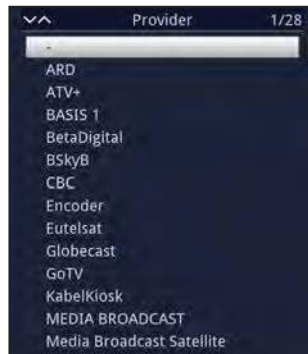 Provider 1/28
-
ARD
ATV+
BASIS 1
BetaDigital
BSkyB
CBC
Encoder
Eutelsat
Globecast
GoTV
KabelKiosk
MEDIA BROADCAST
Media Broadcast Satellite